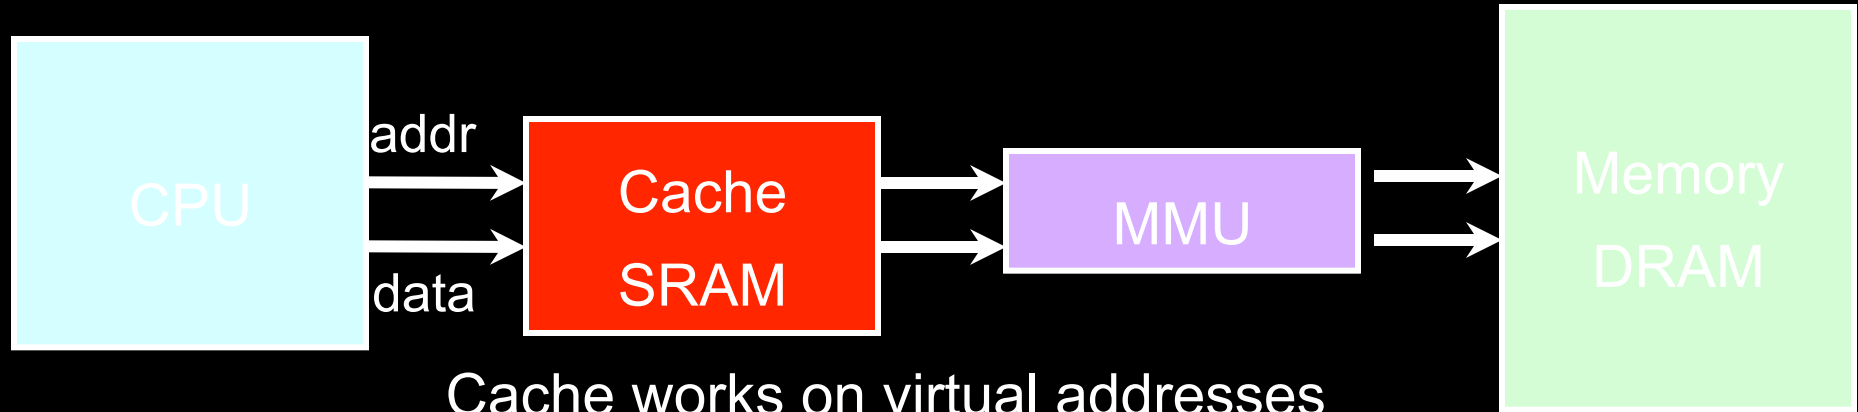 CPU
addr
data
Cache
SRAM
MMU
Memory
DRAM
Cache works on virtual addresses